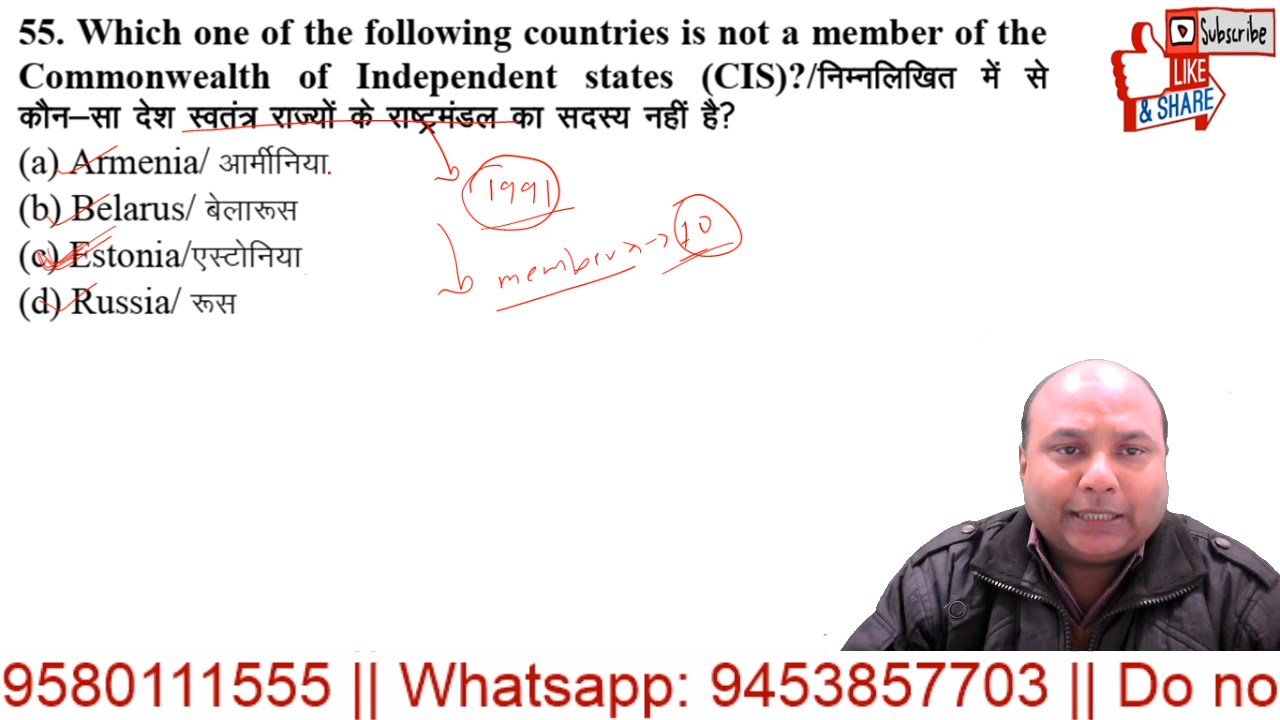 55. Which one of the following countries is not a member of the
Commonwealth of Independent states (CIS)?/निम्नलिखित में से
कौन–सा देश स्वतंत्र राज्यों के राष्ट्रमंडल का सदस्य नहीं है?
(a) Armenia/ आर्मीनिया.
(b) Belarus/ बेलारूस
(c) Estonia/एस्टोनिया
(d) Russia/ रूस
1991
member → 10
Subscribe
LIKE
& SHARE
9580111555 || Whatsapp: 9453857703 || Do no